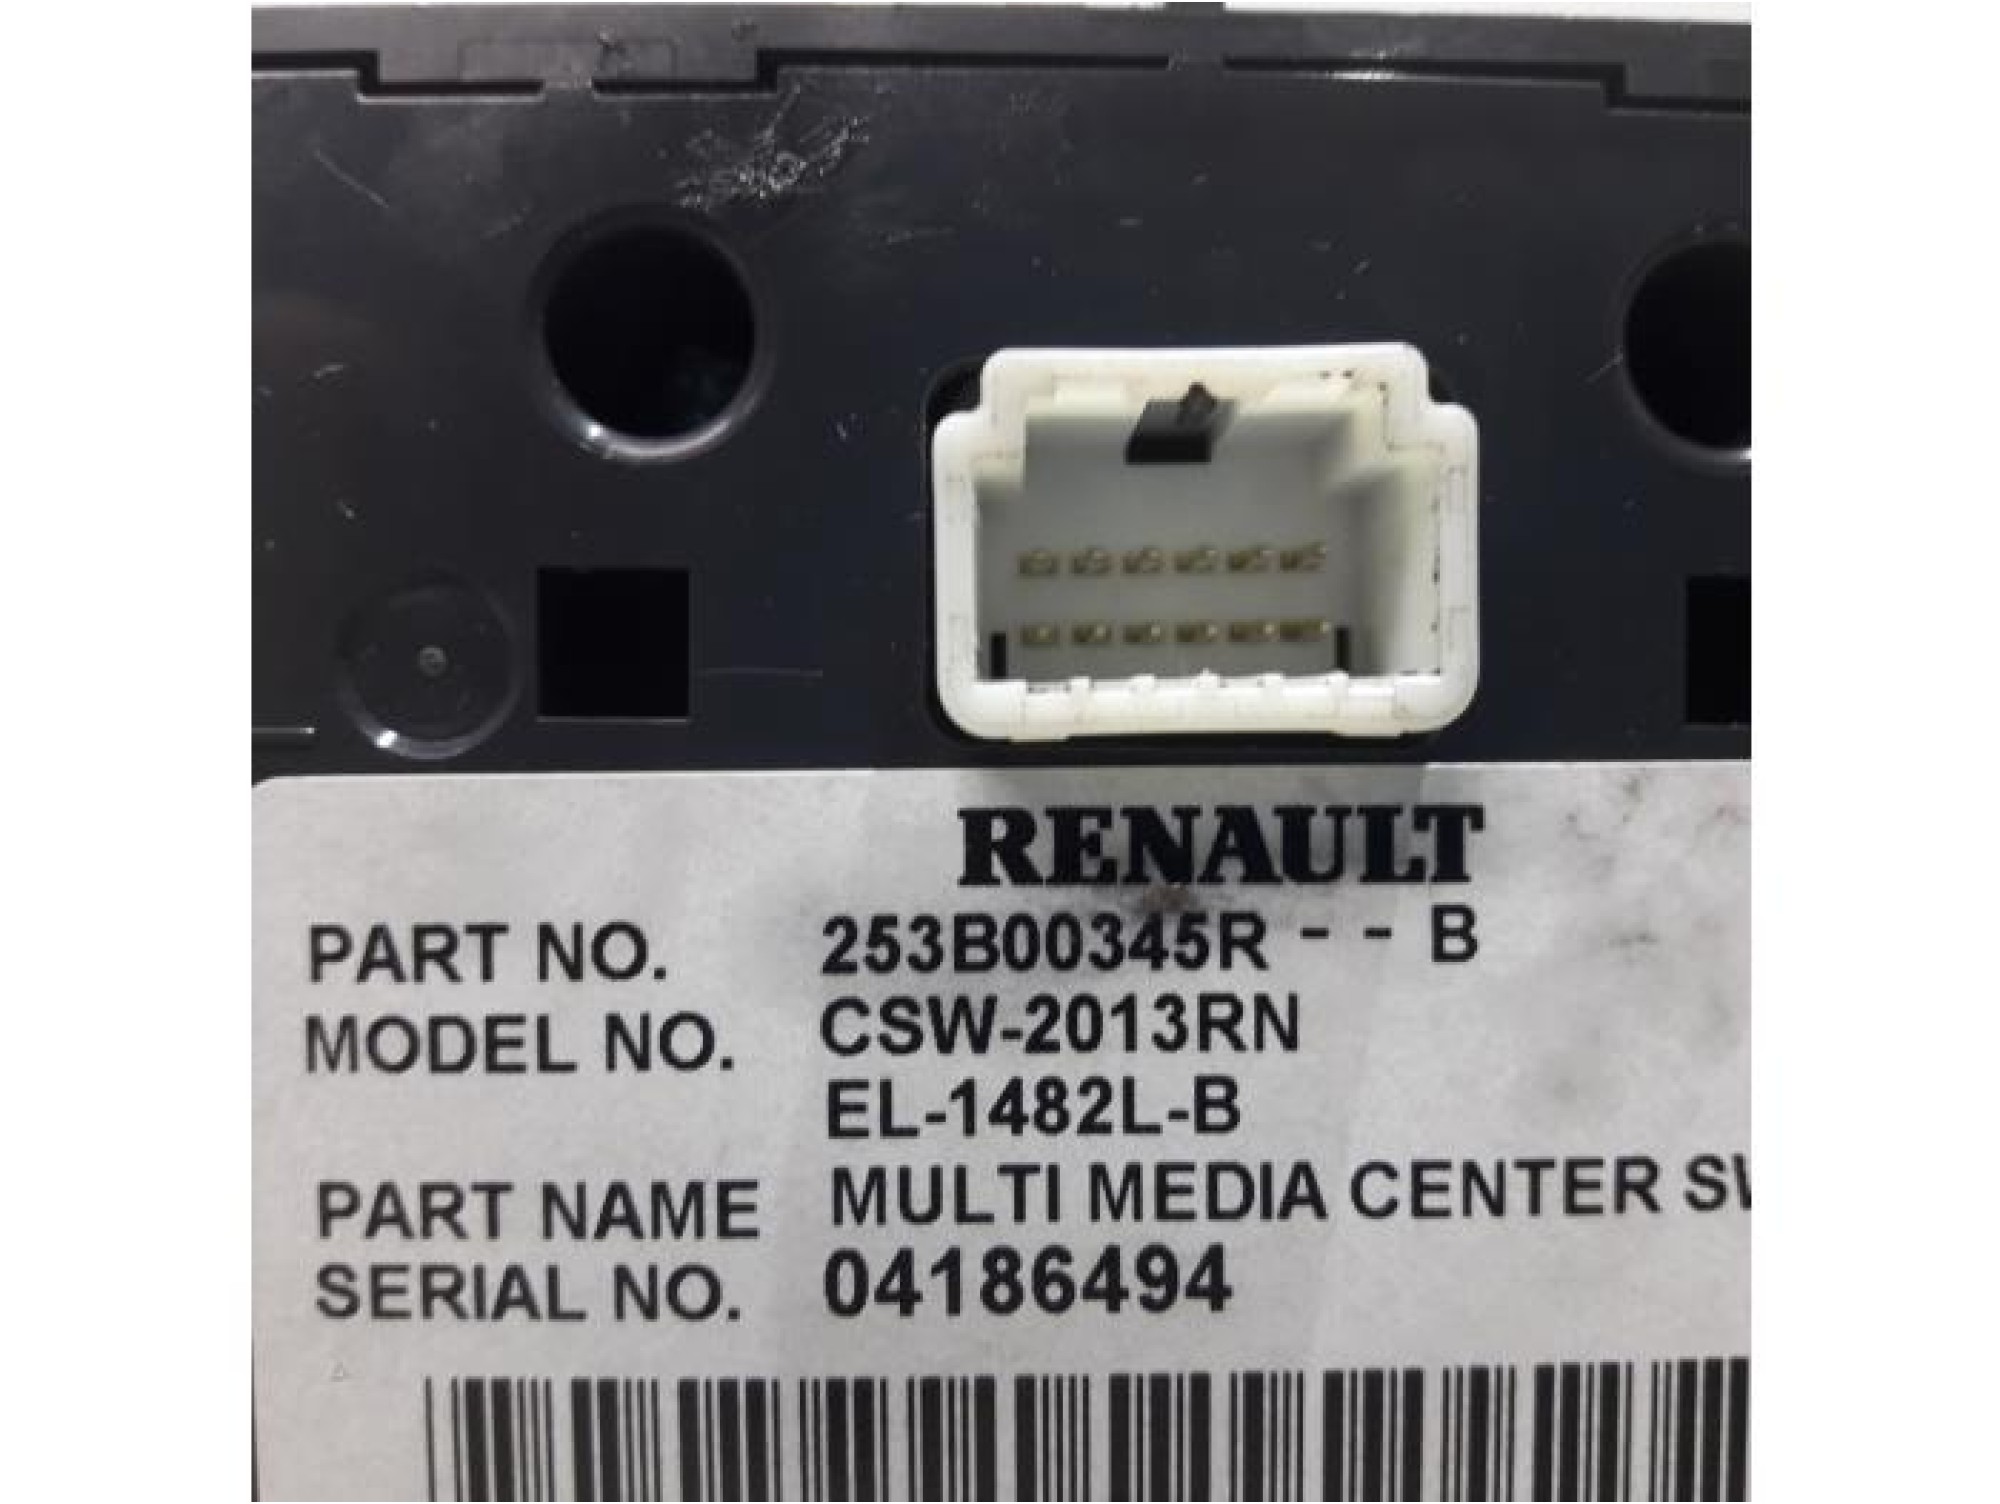 RENAULT
PART NO. 253B00345R - - B
MODEL NO. CSW-2013RN
EL-1482L-B
PART NAME MULTI MEDIA CENTER
SERIAL NO. 04186494